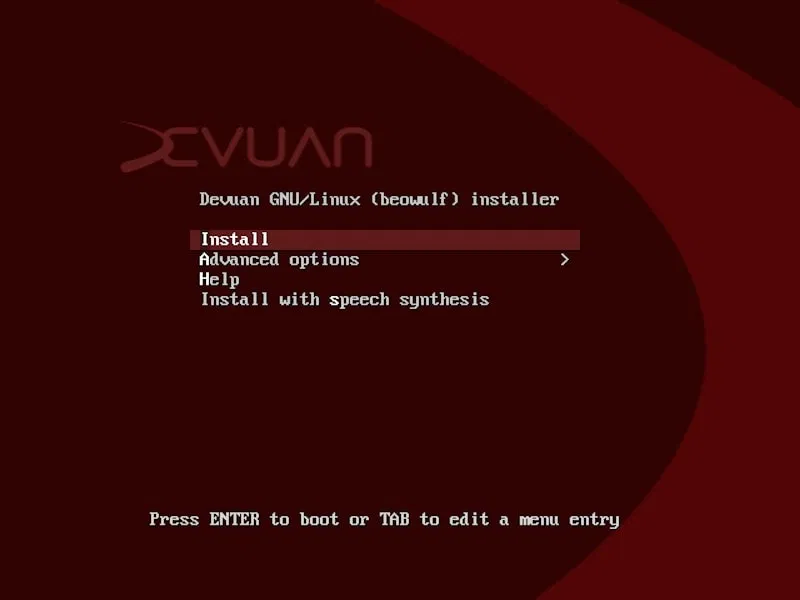 DEVUAN
Devuan GNU/Linux (beowulf) installer
Install
Advanced options >
Help
Install with speech synthesis
Press ENTER to boot or TAB to edit a menu entry